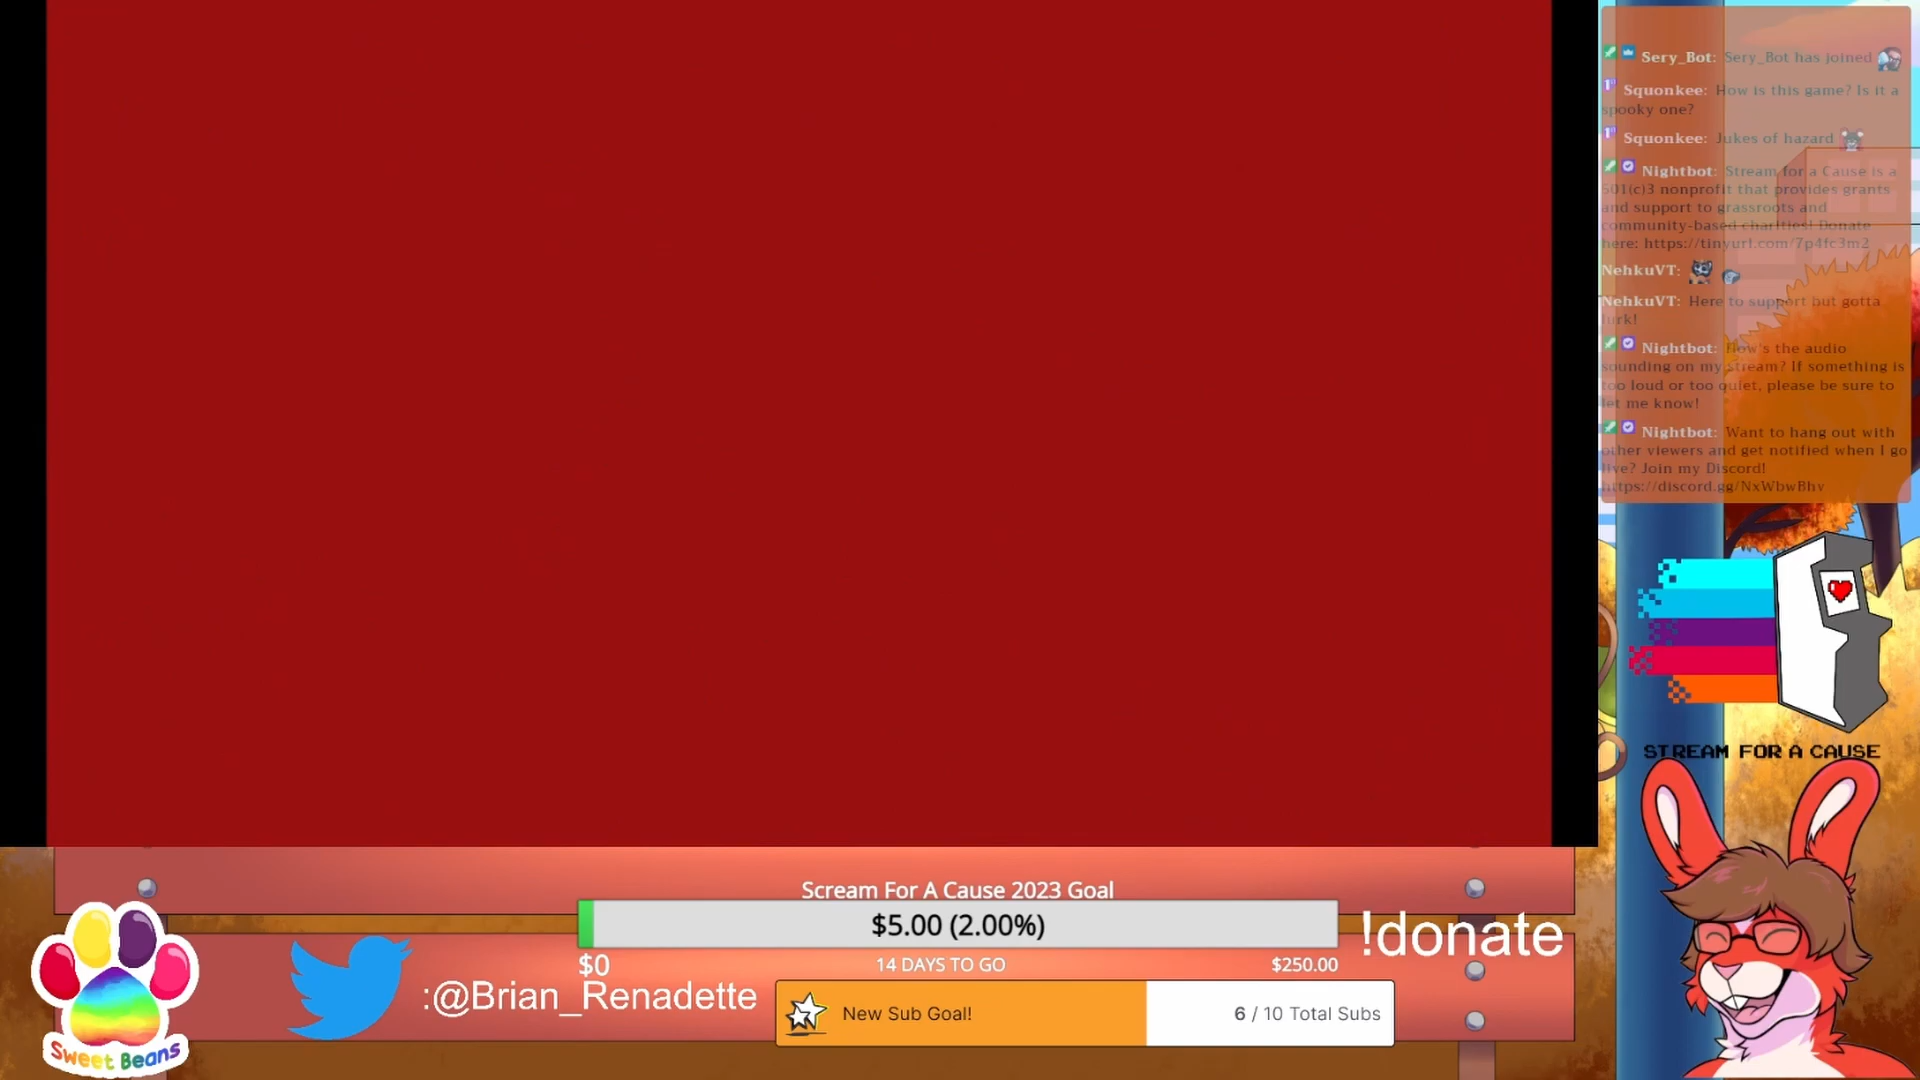 Sery_Bot: Sery_Bot has joined
Squonkee: How is this game? Is it a
spooky one?
Squonkee: Jukes of hazard
Nightbot: Stream for a Cause is a
501(c)3 nonprofit that provides grants
and support to grassroots and
community-based charities! Donate
here: https://tinyurl.com/7p4fc3m2
NehkuVT:
NehkuVT: Here to support but gotta
lurk!
Nightbot: How's the audio
sounding on my stream? If something is
too loud or too quiet, please be sure to
let me know!
Nightbot: Want to hang out with
other viewers and get notified when I go
live? Join my Discord!
https://discord.gg/NxWbwBhv
STREAM FOR A CAUSE
Scream For A Cause 2023 Goal
$5.00 (2.00%)
$0
14 DAYS TO GO
$250.00
!donate
:@Brian_Renadette
New Sub Goal!
6 / 10 Total Subs
Sweet Beans